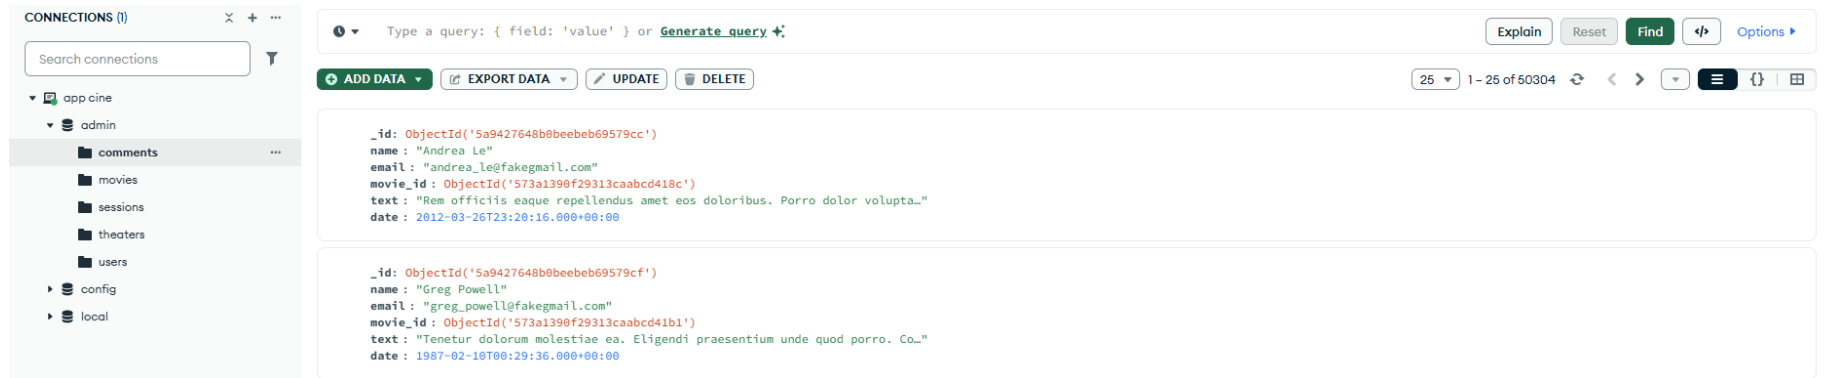 CONNECTIONS (1)
Search connections
app cine
admin
comments
movies
sessions
theaters
users
config
local
Type a query: { field: 'value' } or Generate query
Explain
Reset
Find
</>
Options
ADD DATA
EXPORT DATA
UPDATE
DELETE
25
1 – 25 of 50304
{}
_id: ObjectId('5a9427648b0beebeb69579cc')
name : "Andrea Le"
email : "andrea_le@fakegmail.com"
movie_id : ObjectId('573a1390f29313caabcd418c')
text : "Rem officiis eaque repellendus amet eos doloribus. Porro dolor volupta…"
date : 2012-03-26T23:20:16.000+00:00
_id: ObjectId('5a9427648b0beebeb69579cf')
name : "Greg Powell"
email : "greg_powell@fakegmail.com"
movie_id : ObjectId('573a1390f29313caabcd41b1')
text : "Tenetur dolorum molestiae ea. Eligendi praesentium unde quod porro. Co…"
date : 1987-02-10T00:29:36.000+00:00